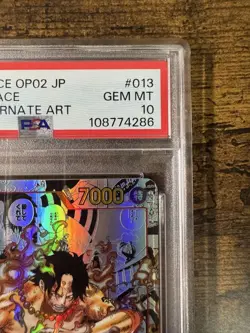 CE OP02 JP #013
ACE GEM MT
RNATE ART 10
PSA 108774286
7000